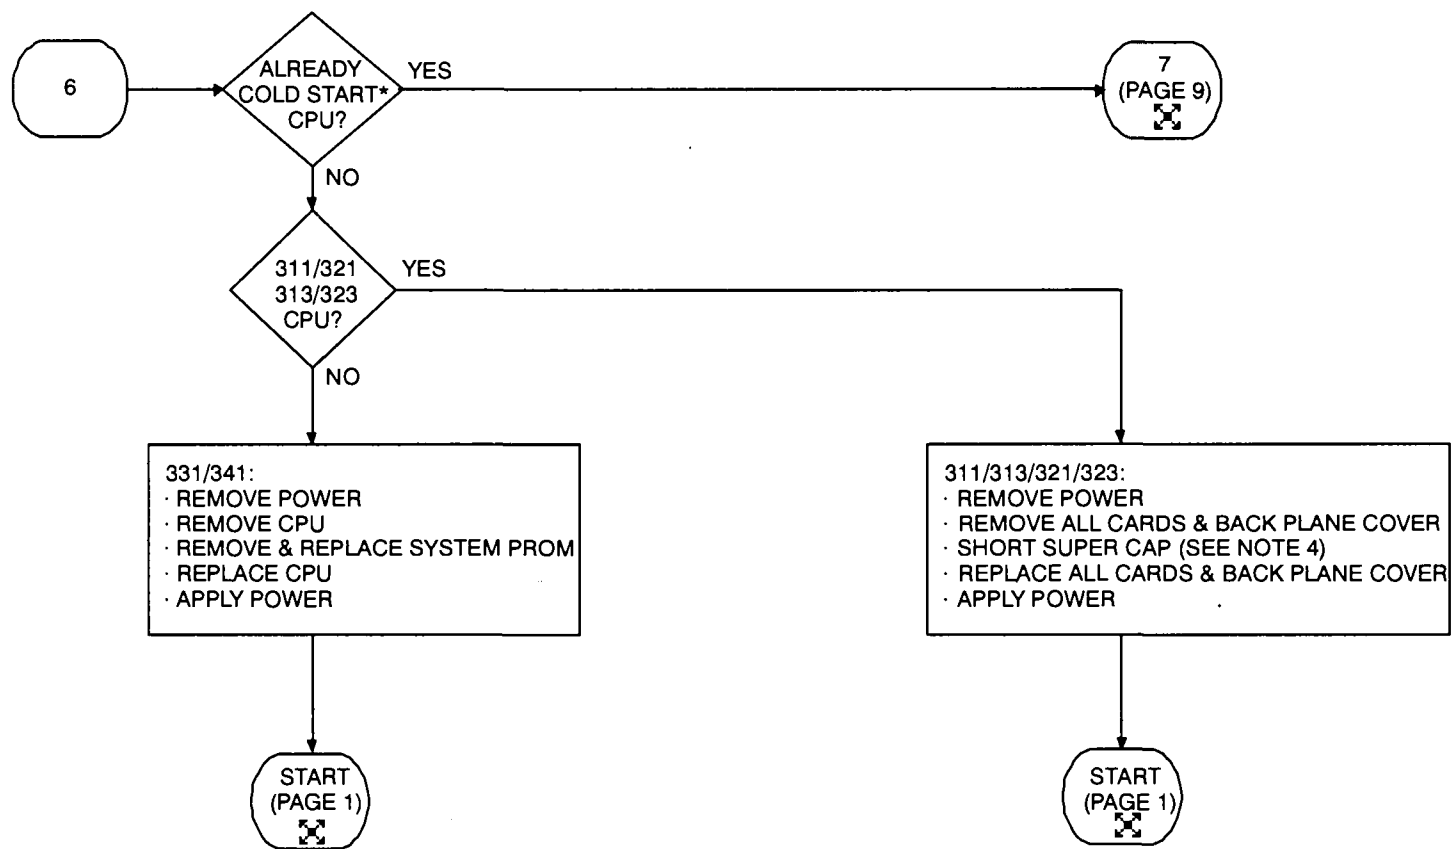 6
ALREADY
COLD START*
CPU?
YES
7
(PAGE 9)
NO
311/321
313/323
CPU?
YES
NO
331/341:
· REMOVE POWER
· REMOVE CPU
· REMOVE & REPLACE SYSTEM PROM
· REPLACE CPU
· APPLY POWER
311/313/321/323:
· REMOVE POWER
· REMOVE ALL CARDS & BACK PLANE COVER
· SHORT SUPER CAP (SEE NOTE 4)
· REPLACE ALL CARDS & BACK PLANE COVER
· APPLY POWER
START
(PAGE 1)
START
(PAGE 1)